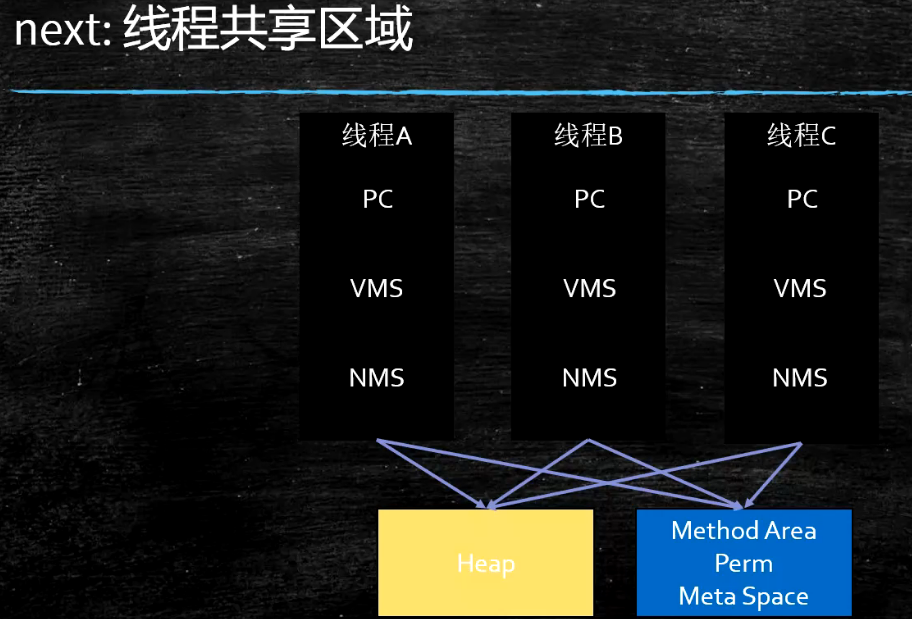 next: 线程共享区域
线程A
PC
VMS
NMS
线程B
PC
VMS
NMS
线程C
PC
VMS
NMS
Heap
Method Area
Perm
Meta Space